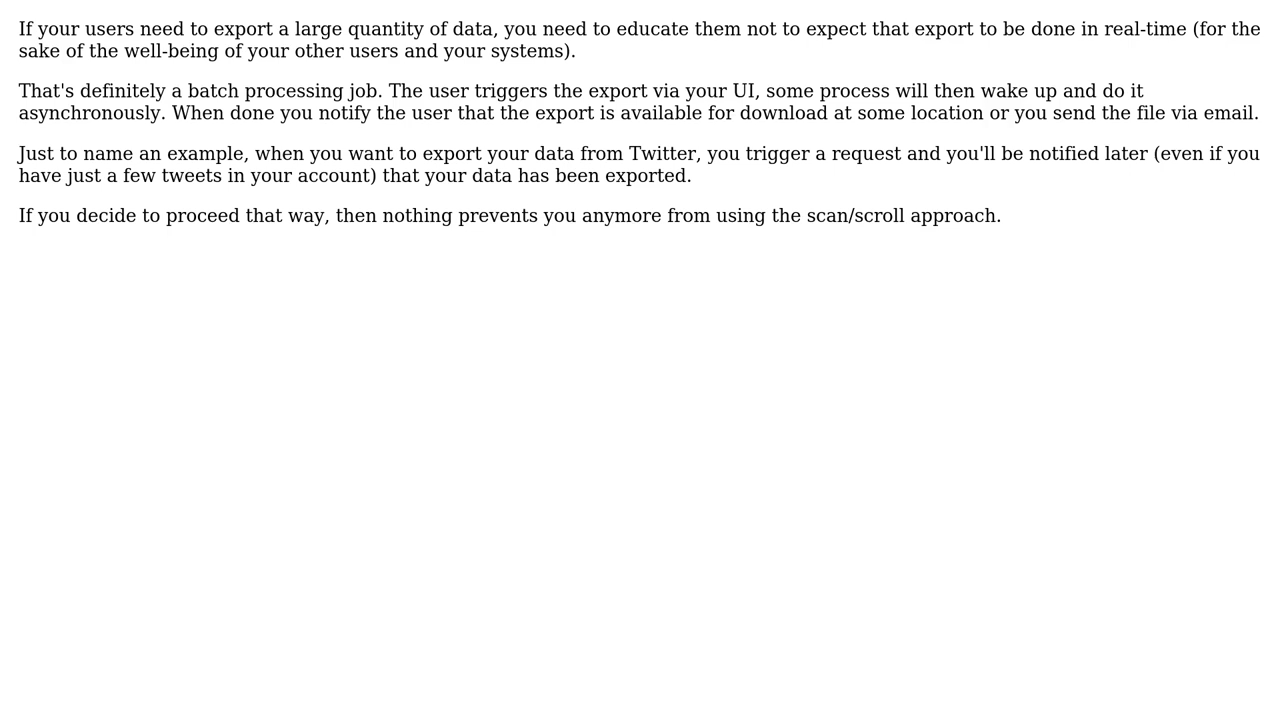 If your users need to export a large quantity of data, you need to educate them not to expect that export to be done in real-time (for the
sake of the well-being of your other users and your systems).
That's definitely a batch processing job. The user triggers the export via your UI, some process will then wake up and do it
asynchronously. When done you notify the user that the export is available for download at some location or you send the file via email.
Just to name an example, when you want to export your data from Twitter, you trigger a request and you'll be notified later (even if you
have just a few tweets in your account) that your data has been exported.
If you decide to proceed that way, then nothing prevents you anymore from using the scan/scroll approach.